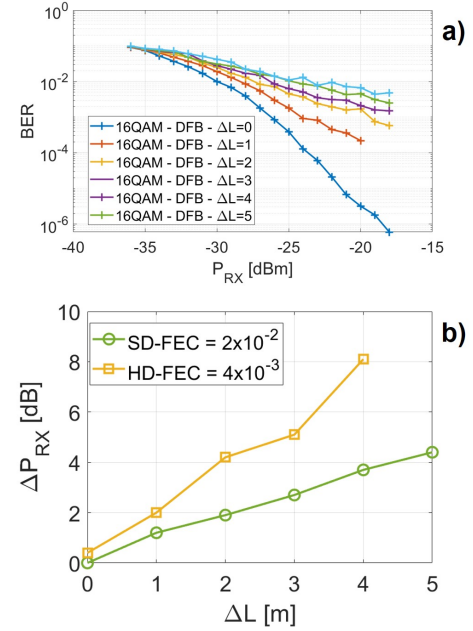 a)
10^0
10^-2
10^-4
10^-6
BER
16QAM - DFB - ΔL=0
16QAM - DFB - ΔL=1
16QAM - DFB - ΔL=2
16QAM - DFB - ΔL=3
16QAM - DFB - ΔL=4
16QAM - DFB - ΔL=5
-40 -35 -30 -25 -20 -15
P_RX [dBm]
b)
10
8
6
4
2
0
ΔP_RX [dB]
SD-FEC = 2x10^-2
HD-FEC = 4x10^-3
0 1 2 3 4 5
ΔL [m]